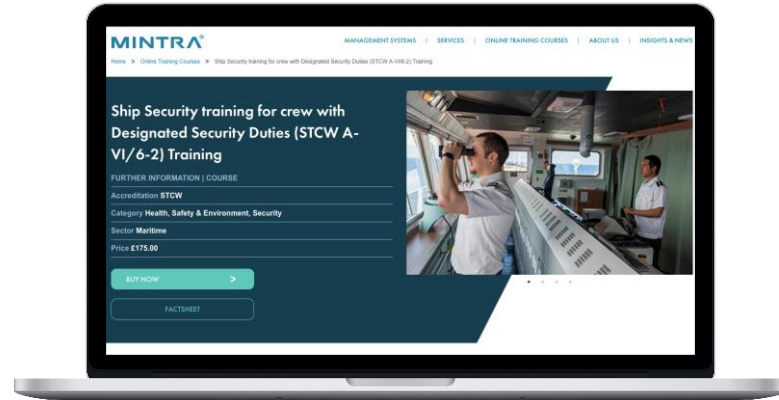 MINTRA®
MANAGEMENT SYSTEMS | SERVICES | ONLINE TRAINING COURSES | ABOUT US | INSIGHTS & NEWS
Home > Online Training Courses > Ship Security training for crew with Designated Security Duties (STCW A-VI/6-2) Training
Ship Security training for crew with
Designated Security Duties (STCW A-
VI/6-2) Training
FURTHER INFORMATION | COURSE
Accreditation STCW
Category Health, Safety & Environment, Security
Sector Maritime
Price £175.00
BUY NOW >
FACTSHEET